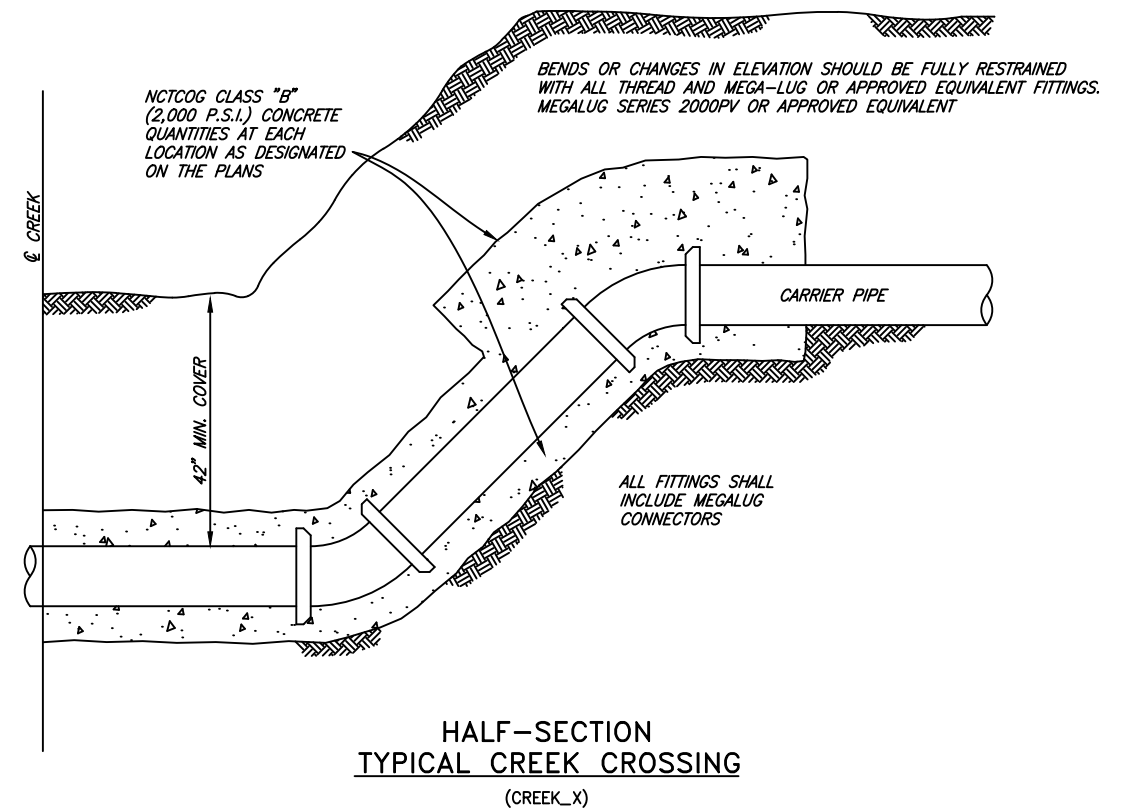 BENDS OR CHANGES IN ELEVATION SHOULD BE FULLY RESTRAINED
WITH ALL THREAD AND MEGA-LUG OR APPROVED EQUIVALENT FITTINGS.
MEGALUG SERIES 2000PV OR APPROVED EQUIVALENT
NCTCOG CLASS "B"
(2,000 P.S.I.) CONCRETE
QUANTITIES AT EACH
LOCATION AS DESIGNATED
ON THE PLANS
℄ CREEK
CARRIER PIPE
42" MIN. COVER
ALL FITTINGS SHALL
INCLUDE MEGALUG
CONNECTORS
HALF-SECTION
TYPICAL CREEK CROSSING
(CREEK_X)